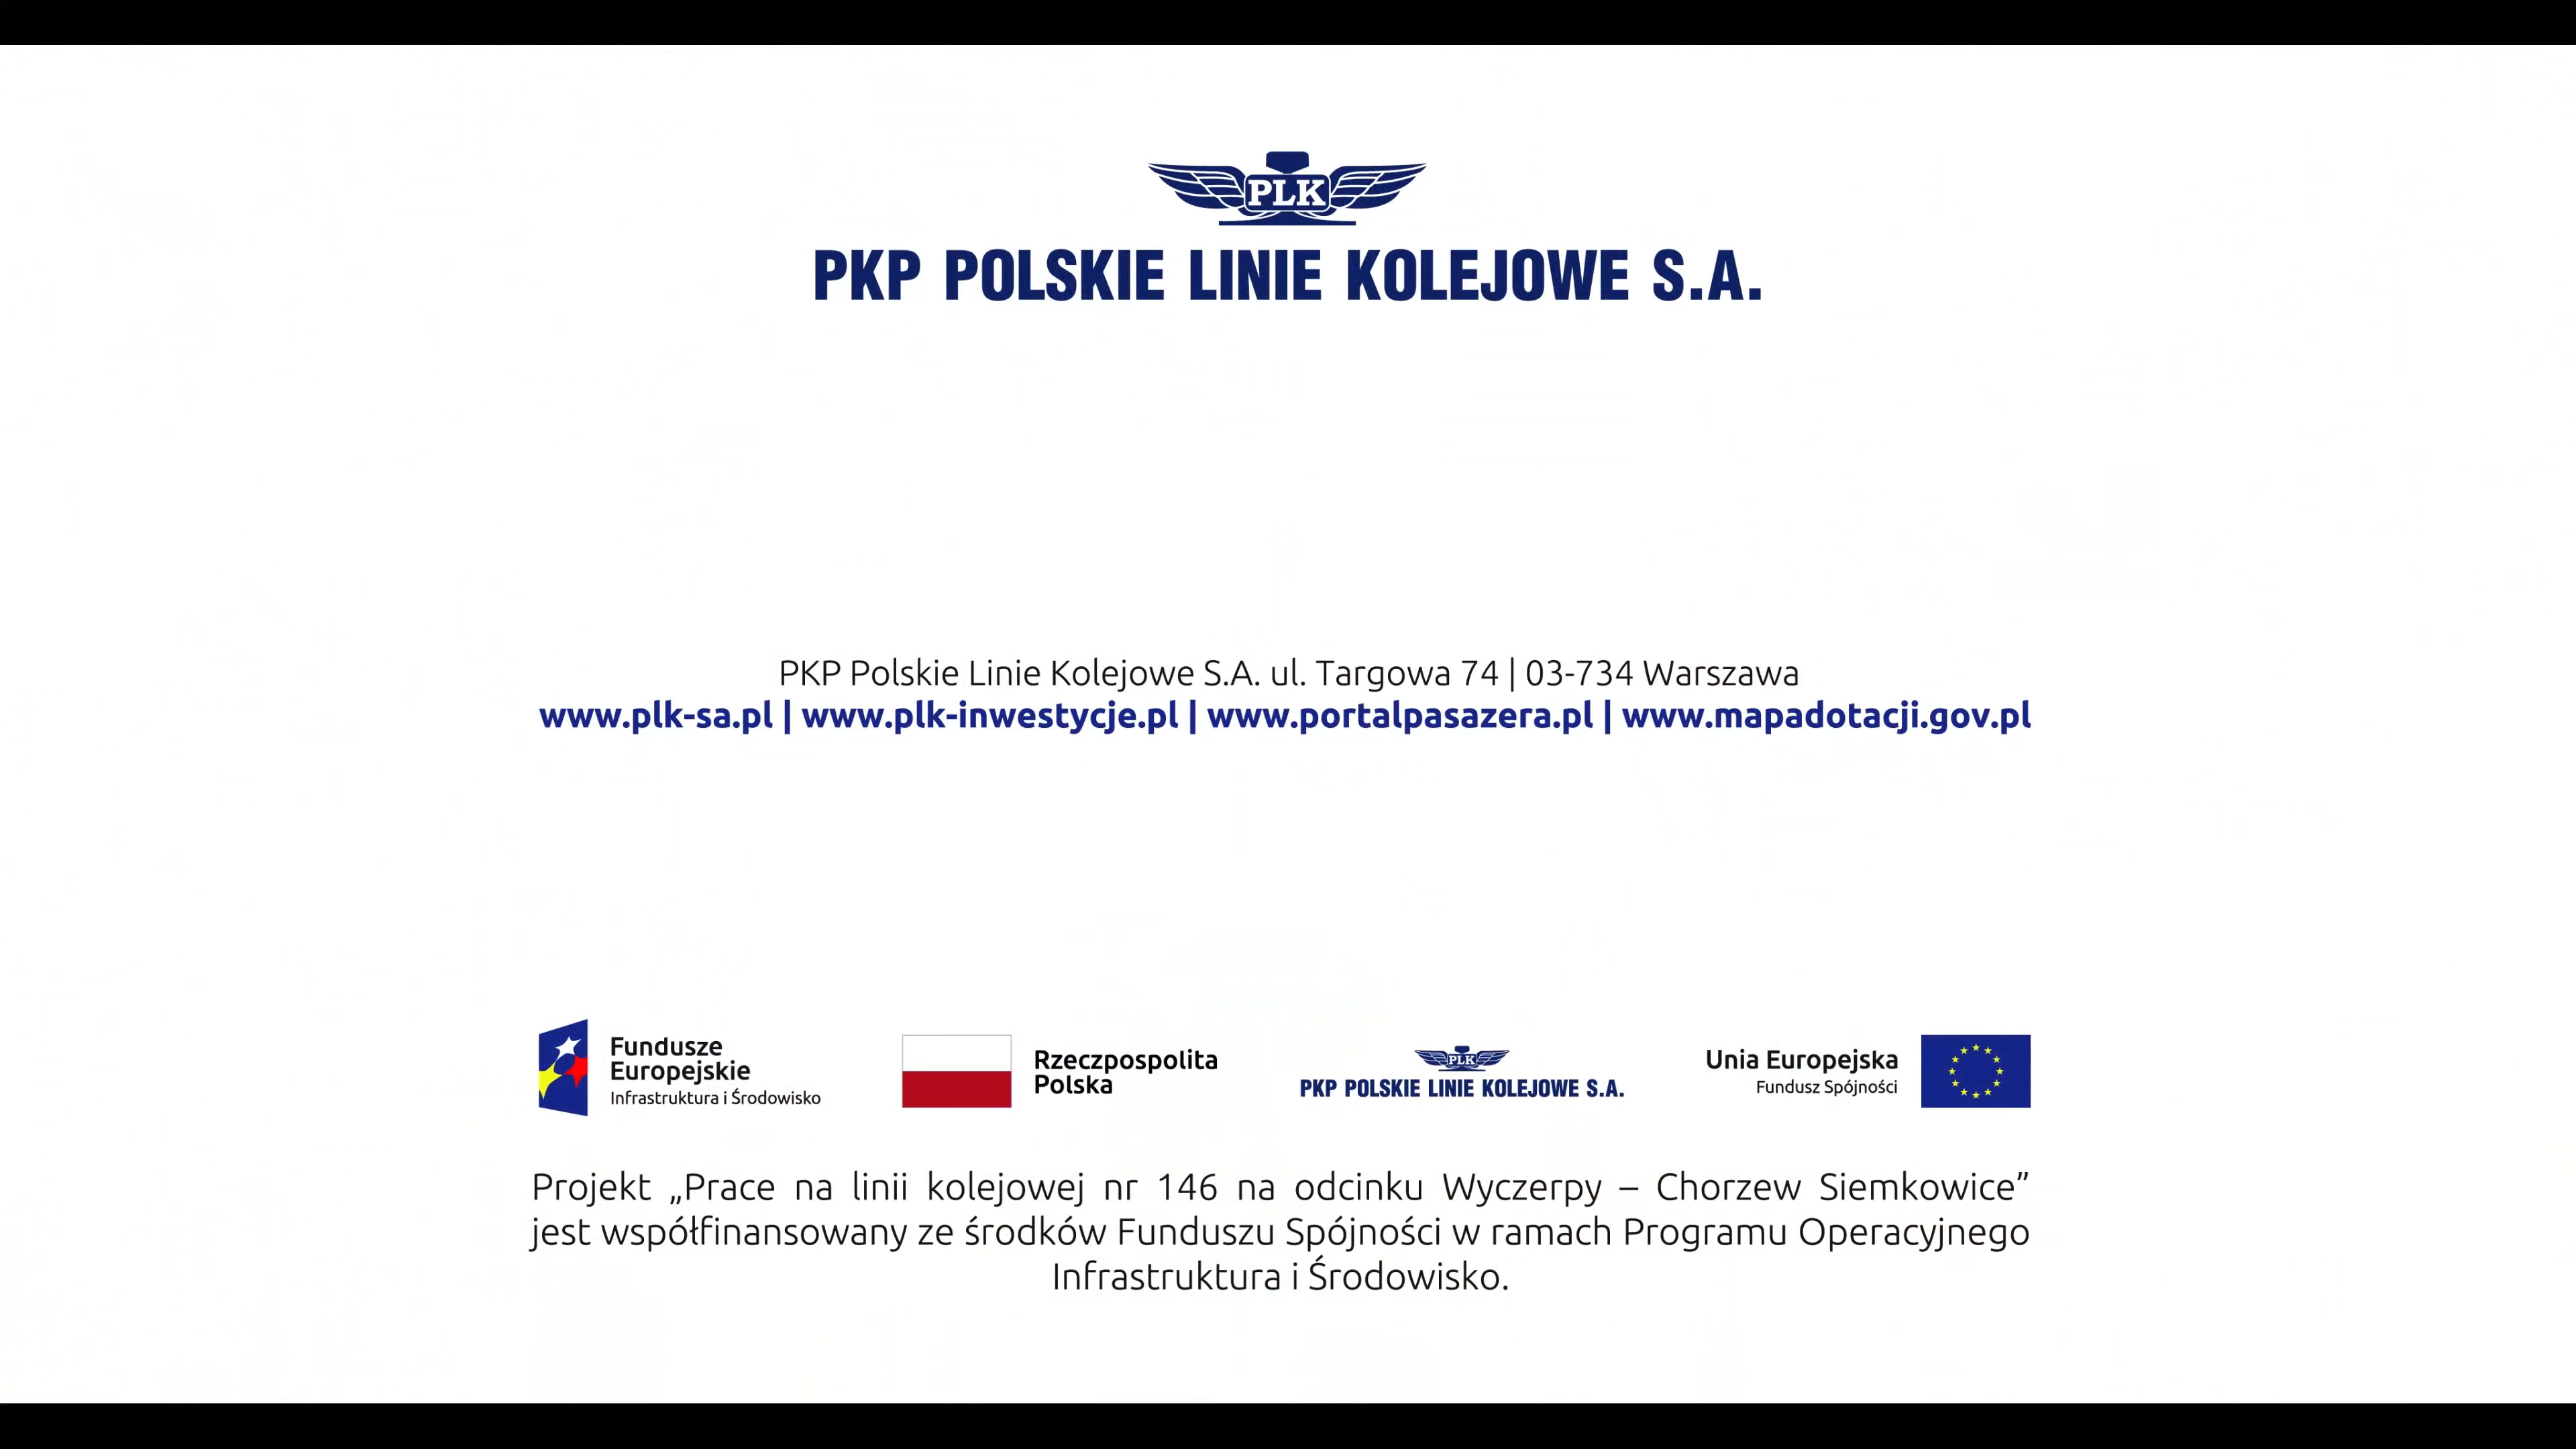 PLK
PKP POLSKIE LINIE KOLEJOWE S.A.
PKP Polskie Linie Kolejowe S.A. ul. Targowa 74 | 03-734 Warszawa
www.plk-sa.pl | www.plk-inwestycje.pl | www.portalpasazera.pl | www.mapadotacji.gov.pl
Fundusze
Europejskie
Infrastruktura i Środowisko
Rzeczpospolita
Polska
PLK
PKP POLSKIE LINIE KOLEJOWE S.A.
Unia Europejska
Fundusz Spójności
Projekt „Prace na linii kolejowej nr 146 na odcinku Wyczerpy – Chorzew Siemkowice”
jest współfinansowany ze środków Funduszu Spójności w ramach Programu Operacyjnego
Infrastruktura i Środowisko.